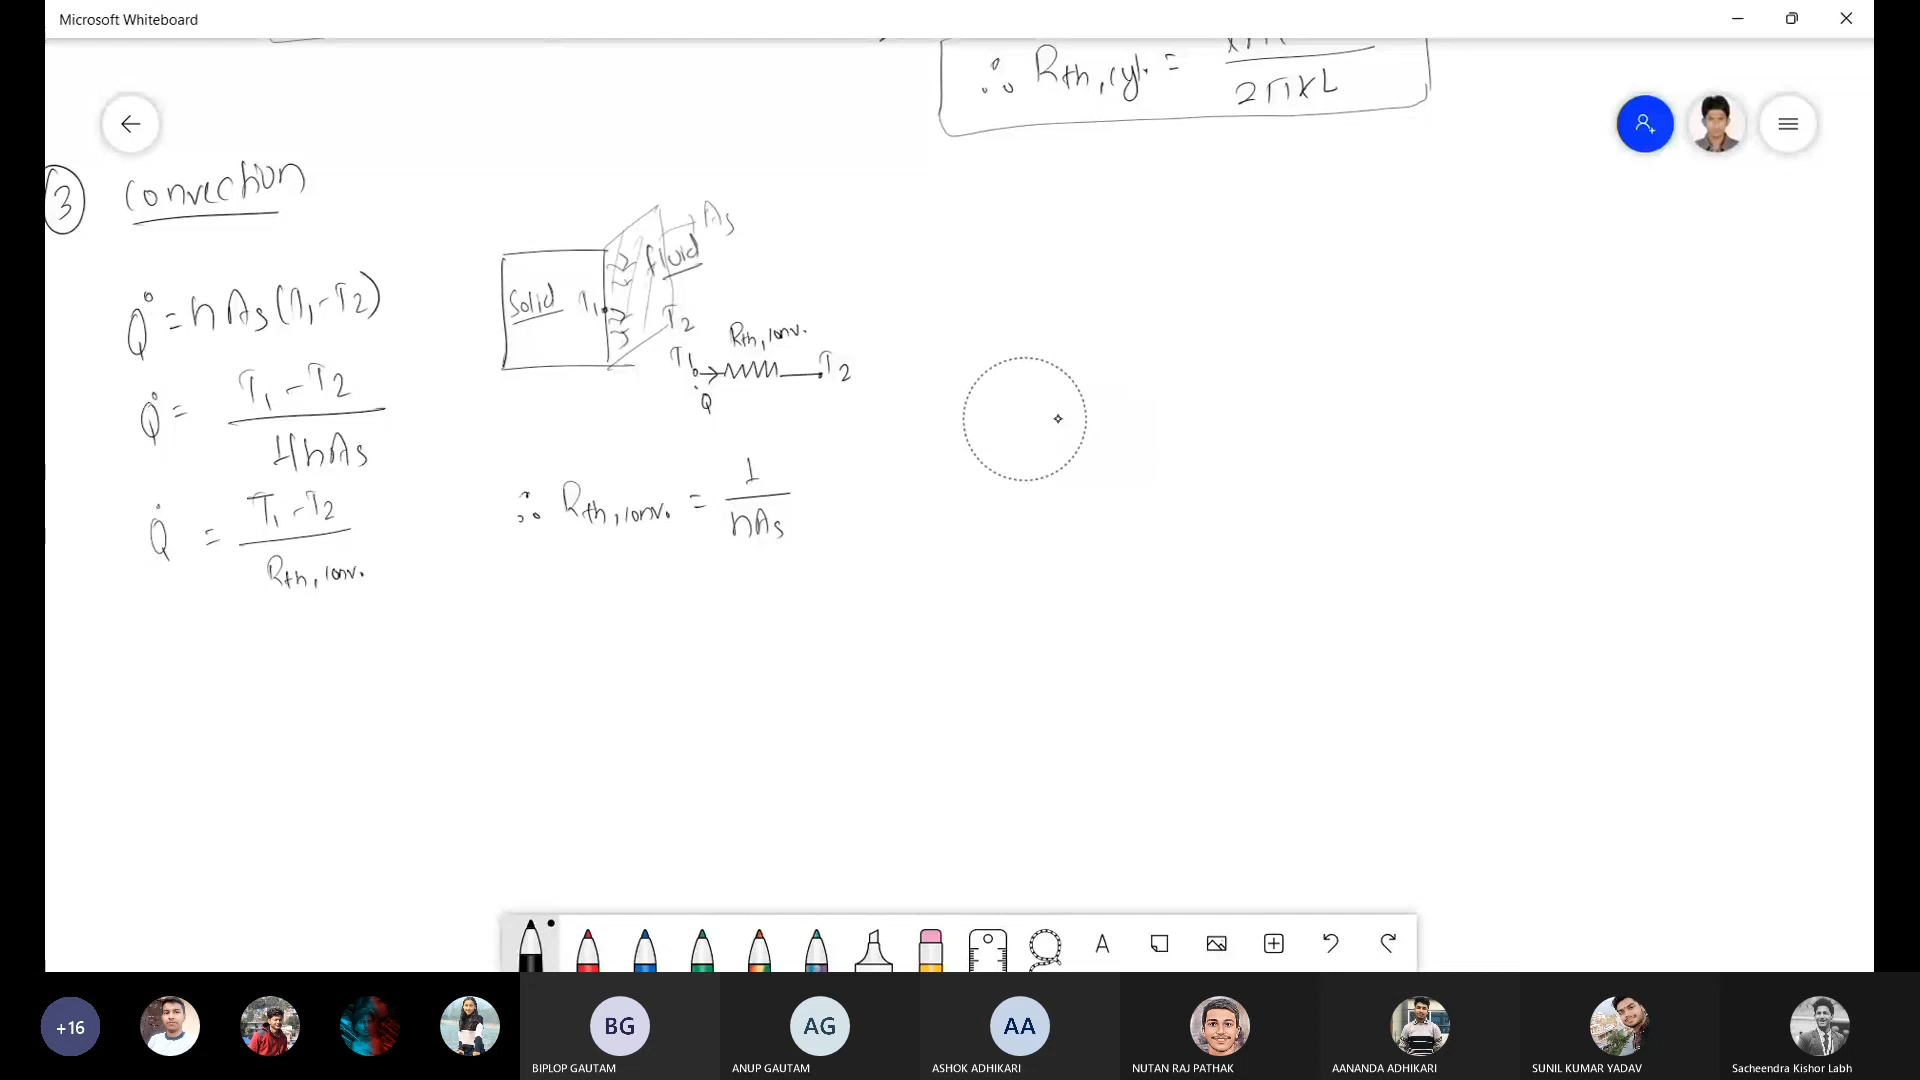 Microsoft Whiteboard
∴ Rth,cyl. =
2πKL
③ Convection
Q̇ = hAs(T1-T2)
Q̇ = T1-T2
1/hAs
Q̇ = T1-T2
Rth,conv.
As
fluid
Solid T1
T2
Rth,conv.
T1 T2
Q̇
∴ Rth,conv. = 1
hAs
A
+16
BG
AG
AA
BIPLOP GAUTAM
ANUP GAUTAM
ASHOK ADHIKARI
NUTAN RAJ PATHAK
AANANDA ADHIKARI
SUNIL KUMAR YADAV
Sacheendra Kishor Labh